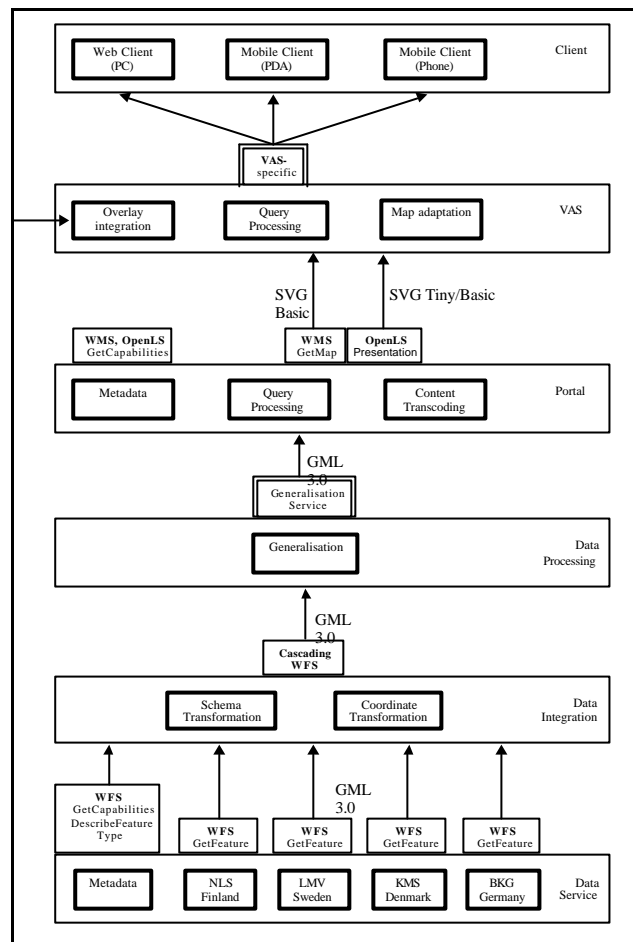 Web Client
(PC)
Mobile Client
(PDA)
Mobile Client
(Phone)
Client
VAS-
specific
Overlay
integration
Query
Processing
Map adaptation
VAS
SVG
Basic
SVG Tiny/Basic
WMS, OpenLS
GetCapabilities
WMS
GetMap
OpenLS
Presentation
Metadata
Query
Processing
Content
Transcoding
Portal
GML
3.0
Generalisation
Service
Generalisation
Data
Processing
GML
3.0
Cascading
WFS
Schema
Transformation
Coordinate
Transformation
Data
Integration
WFS
GetCapabilities
DescribeFeature
Type
GML
3.0
WFS
GetFeature
WFS
GetFeature
WFS
GetFeature
WFS
GetFeature
Metadata
NLS
Finland
LMV
Sweden
KMS
Denmark
BKG
Germany
Data
Service